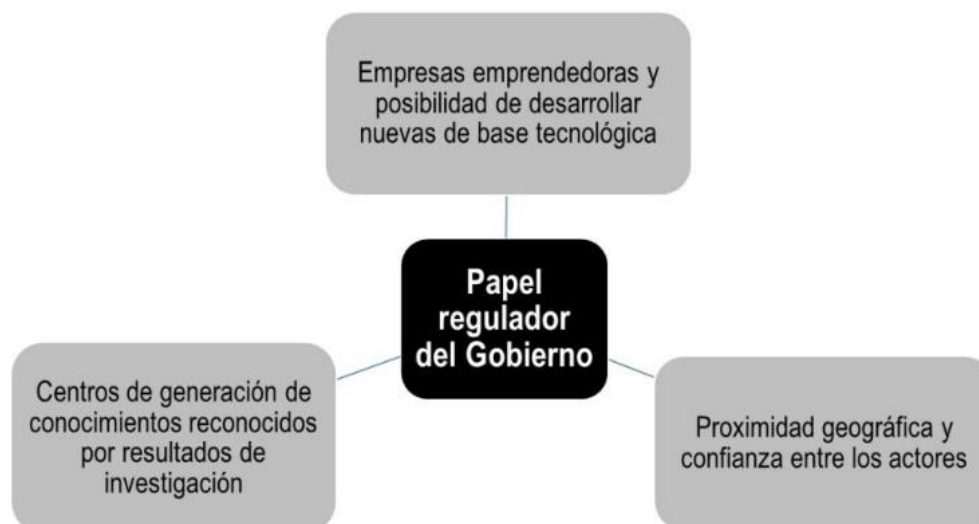 Empresas emprendedoras y
posibilidad de desarrollar
nuevas de base tecnológica
Papel
regulador
del Gobierno
Centros de generación de
conocimientos reconocidos
por resultados de
investigación
Proximidad geográfica y
confianza entre los actores